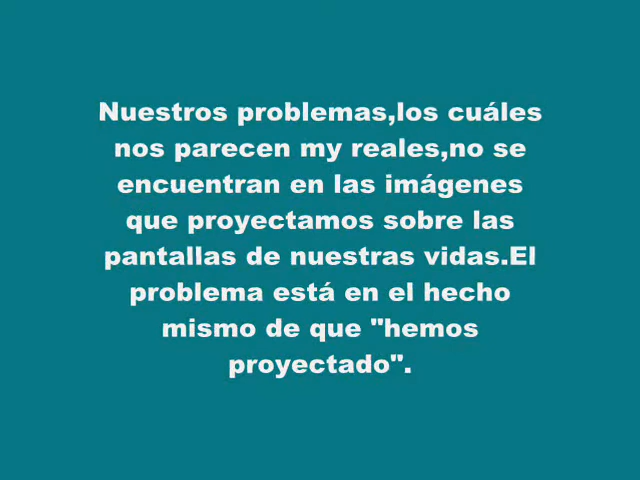 Nuestros problemas,los cuáles
nos parecen my reales,no se
encuentran en las imágenes
que proyectamos sobre las
pantallas de nuestras vidas.El
problema está en el hecho
mismo de que "hemos
proyectado".